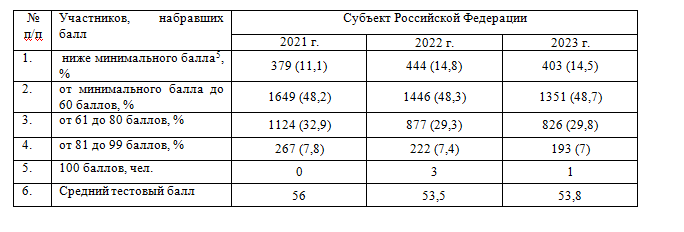 № Участников, набравших Субъект Российской Федерации
п/п балл 2021 г. 2022 г. 2023 г.
1. ниже минимального балла⁵, 379 (11,1) 444 (14,8) 403 (14,5)
%
2. от минимального балла до 1649 (48,2) 1446 (48,3) 1351 (48,7)
60 баллов, %
3. от 61 до 80 баллов, % 1124 (32,9) 877 (29,3) 826 (29,8)
4. от 81 до 99 баллов, % 267 (7,8) 222 (7,4) 193 (7)
5. 100 баллов, чел. 0 3 1
6. Средний тестовый балл 56 53,5 53,8